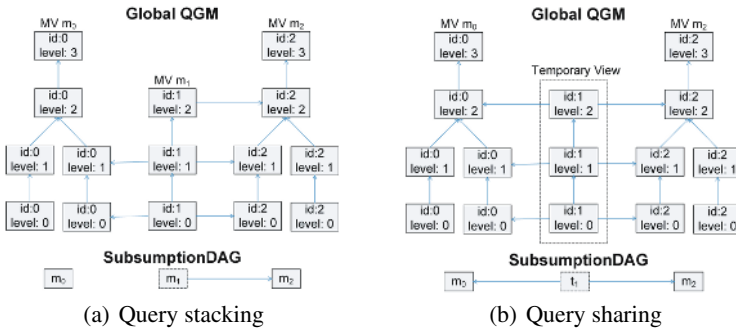 Global QGM
MV m₀
id:0
level: 3
MV m₂
id:2
level: 3
MV m₁
id:0
level: 2
id:1
level: 2
id:2
level: 2
id:0
level: 1
id:0
level: 1
id:1
level: 1
id:2
level: 1
id:2
level: 1
id:0
level: 0
id:0
level: 0
id:1
level: 0
id:2
level: 0
id:2
level: 0
SubsumptionDAG
m₀
m₁
m₂
(a) Query stacking
Global QGM
MV m₀
id:0
level: 3
MV m₂
id:2
level: 3
Temporary View
id:0
level: 2
id:1
level: 2
id:2
level: 2
id:0
level: 1
id:0
level: 1
id:1
level: 1
id:2
level: 1
id:2
level: 1
id:0
level: 0
id:0
level: 0
id:1
level: 0
id:2
level: 0
id:2
level: 0
SubsumptionDAG
m₀
t₁
m₂
(b) Query sharing